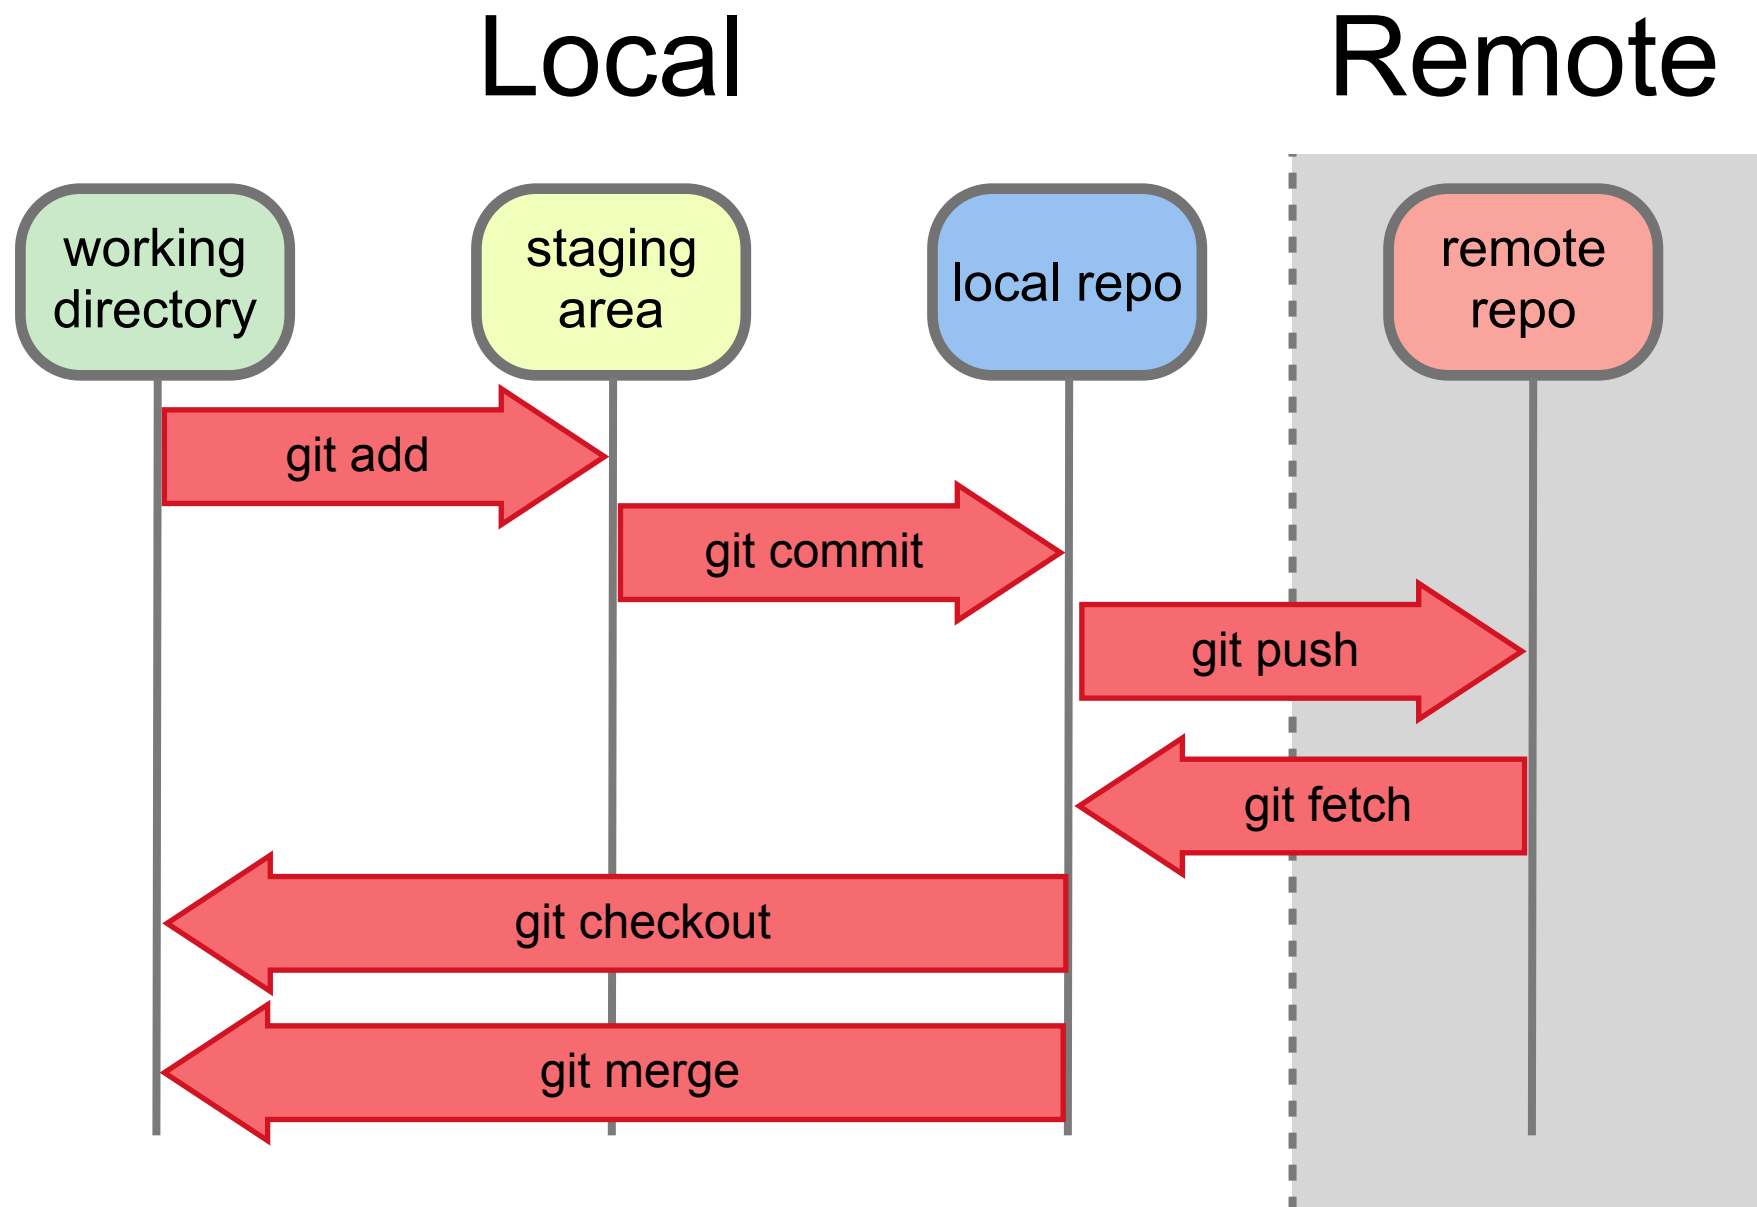 Local
Remote
working
directory
staging
area
local repo
remote
repo
git add
git commit
git push
git fetch
git checkout
git merge